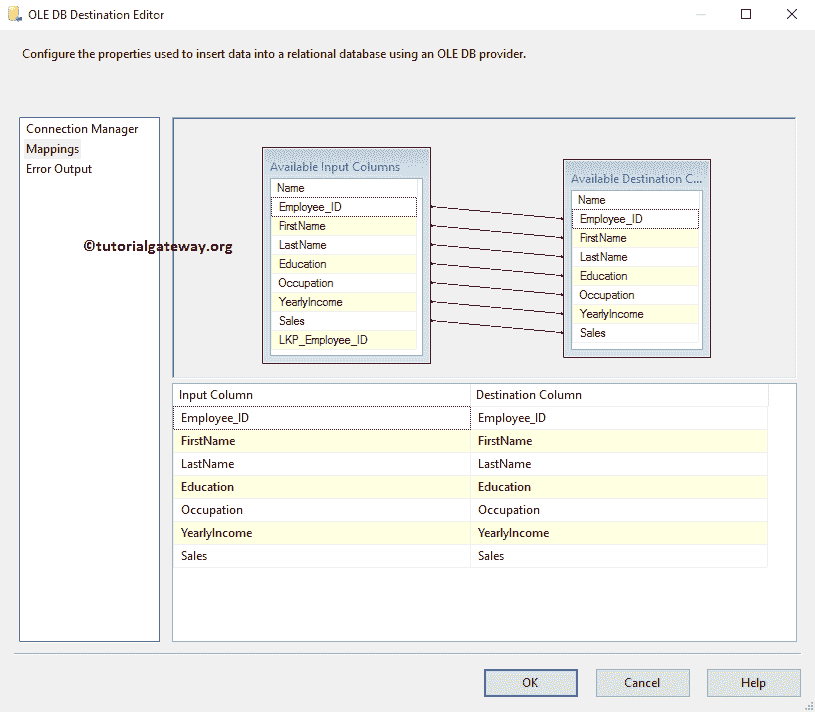 OLE DB Destination Editor
Configure the properties used to insert data into a relational database using an OLE DB provider.
Connection Manager
Mappings
Error Output
©tutorialgateway.org
Available Input Columns
Name
Employee_ID
FirstName
LastName
Education
Occupation
YearlyIncome
Sales
LKP_Employee_ID
Available Destination C...
Name
Employee_ID
FirstName
LastName
Education
Occupation
YearlyIncome
Sales
Input Column Destination Column
Employee_ID Employee_ID
FirstName FirstName
LastName LastName
Education Education
Occupation Occupation
YearlyIncome YearlyIncome
Sales Sales
OK Cancel Help